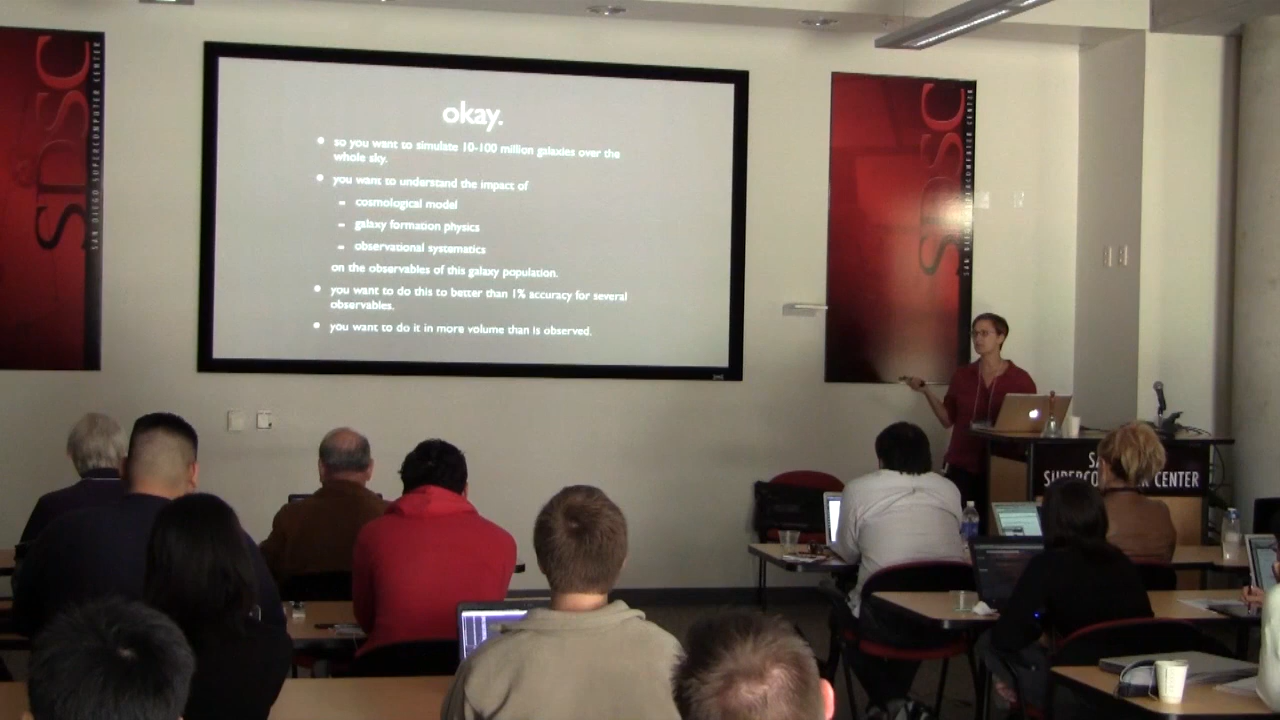 SDSC
SAN DIEGO SUPERCOMPUTER CENTER
okay.
so you want to simulate 10-100 million galaxies over the
whole sky.
you want to understand the impact of
cosmological model
galaxy formation physics
observational systematics
on the observables of this galaxy population.
you want to do this to better than 1% accuracy for several
observables.
you want to do it in more volume than is observed.
SDSC
SUPERCOMPUTER CENTER
SA
SUPERCO ER CENTER